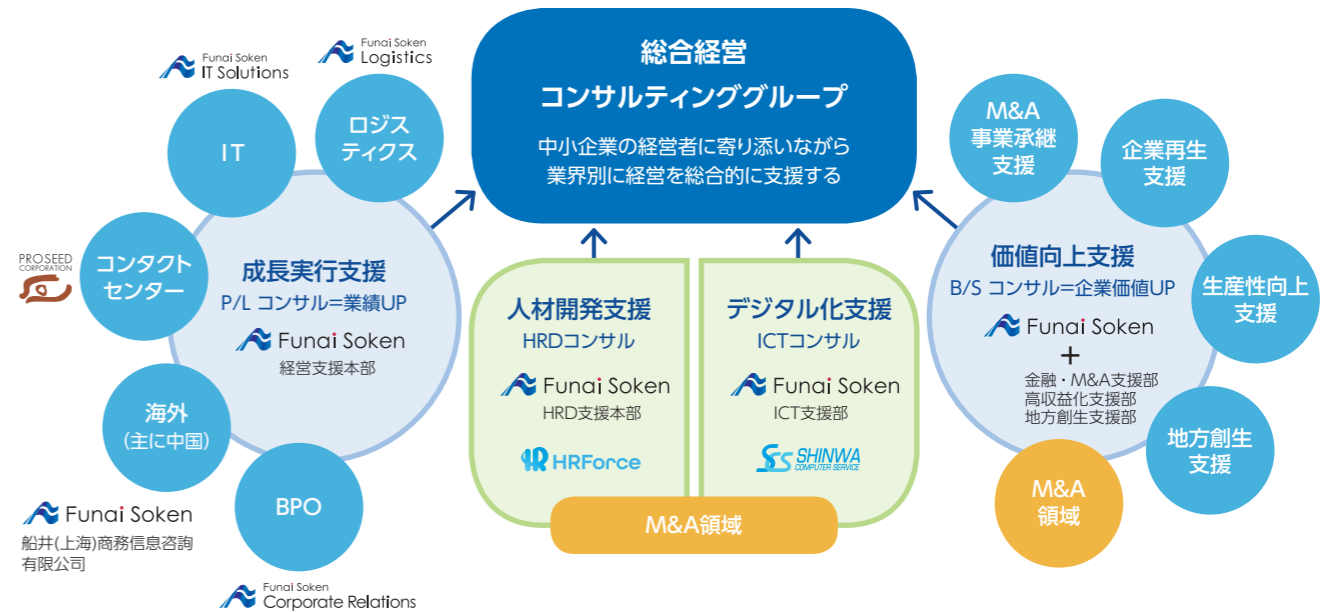 総合経営
コンサルティンググループ
中小企業の経営者に寄り添いながら
業界別に経営を総合的に支援する
Funai Soken
IT Solutions
Funai Soken
Logistics
IT
ロジス
ティクス
PROSEED
CORPORATION
コンタクト
センター
海外
(主に中国)
Funai Soken
船井(上海)商務信息咨詢
有限公司
BPO
Funai Soken
Corporate Relations
成長実行支援
P/L コンサル=業績UP
Funai Soken
経営支援本部
人材開発支援
HRDコンサル
Funai Soken
HRD支援本部
HRForce
デジタル化支援
ICTコンサル
Funai Soken
ICT支援部
SHINWA
COMPUTER SERVICE
M&A領域
価値向上支援
B/S コンサル=企業価値UP
Funai Soken
+
金融・M&A支援部
高収益化支援部
地方創生支援部
M&A
事業承継
支援
企業再生
支援
生産性向上
支援
地方創生
支援
M&A
領域